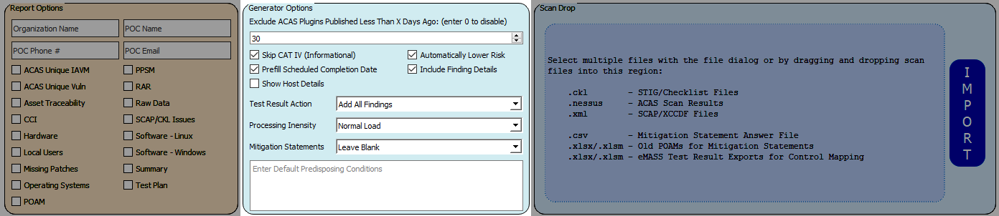 Report Options
Organization Name
POC Name
POC Phone #
POC Email
ACAS Unique IAVM
PPSM
ACAS Unique Vuln
RAR
Asset Traceability
Raw Data
CCI
SCAP/CKL Issues
Hardware
Software - Linux
Local Users
Software - Windows
Missing Patches
Summary
Operating Systems
Test Plan
POAM
Generator Options
Exclude ACAS Plugins Published Less Than X Days Ago: (enter 0 to disable)
30
Skip CAT IV (Informational)
Automatically Lower Risk
Prefill Scheduled Completion Date
Include Finding Details
Show Host Details
Test Result Action
Add All Findings
Processing Inensity
Normal Load
Mitigation Statements
Leave Blank
Enter Default Predisposing Conditions
Scan Drop
Select multiple files with the file dialog or by dragging and dropping scan
files into this region:
.ckl - STIG/Checklist Files
.nessus - ACAS Scan Results
.xml - SCAP/XCCDF Files
.csv - Mitigation Statement Answer File
.xlsx/.xlsm - Old POAMs for Mitigation Statements
.xlsx/.xlsm - eMASS Test Result Exports for Control Mapping
IMPORT